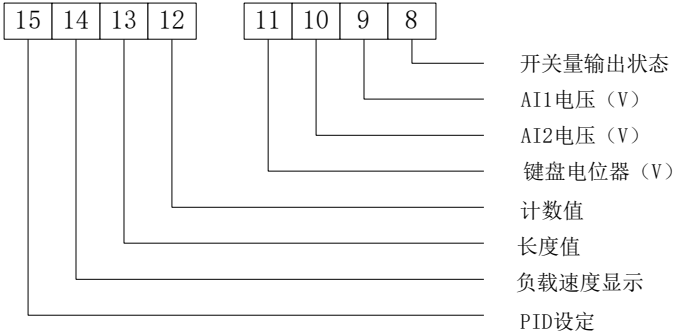 15 14 13 12 11 10 9 8
开关量输出状态
AI1电压（V）
AI2电压（V）
键盘电位器（V）
计数值
长度值
负载速度显示
PID设定